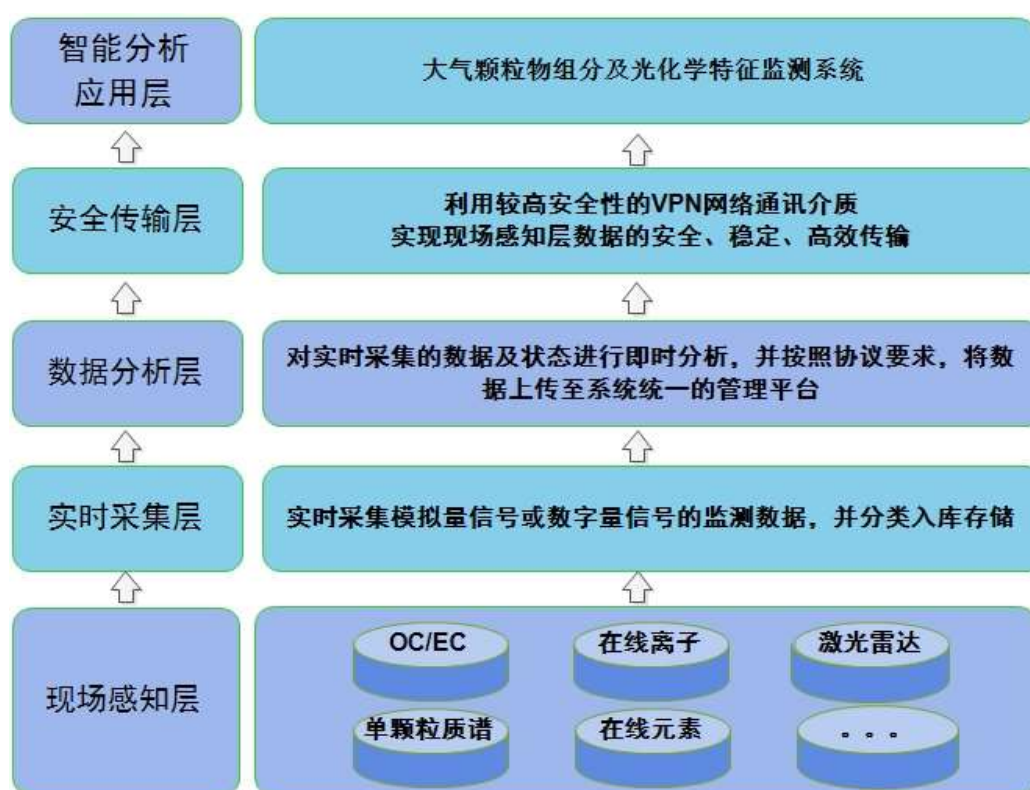 智能分析
应用层
大气颗粒物组分及光化学特征监测系统
安全传输层
利用较高安全性的VPN网络通讯介质
实现现场感知层数据的安全、稳定、高效传输
数据分析层
对实时采集的数据及状态进行即时分析，并按照协议要求，将数
据上传至系统统一的管理平台
实时采集层
实时采集模拟量信号或数字量信号的监测数据，并分类入库存储
现场感知层
OC/EC
在线离子
激光雷达
单颗粒质谱
在线元素
。。。